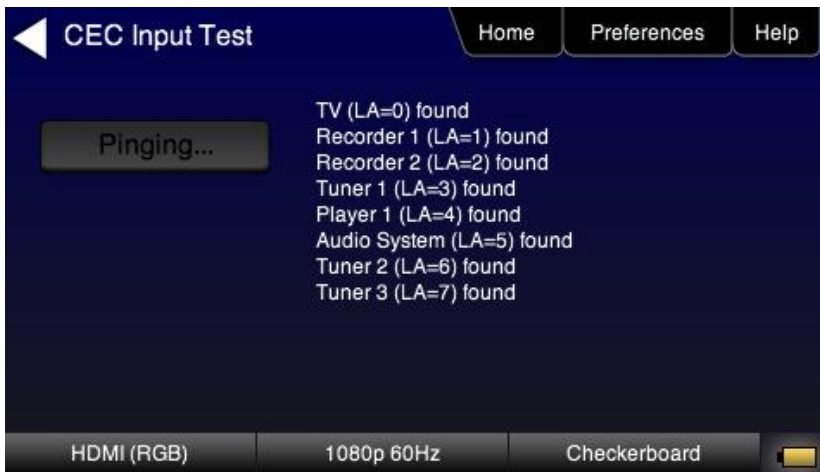 CEC Input Test
Home
Preferences
Help
Pinging...
TV (LA=0) found
Recorder 1 (LA=1) found
Recorder 2 (LA=2) found
Tuner 1 (LA=3) found
Player 1 (LA=4) found
Audio System (LA=5) found
Tuner 2 (LA=6) found
Tuner 3 (LA=7) found
HDMI (RGB)
1080p 60Hz
Checkerboard